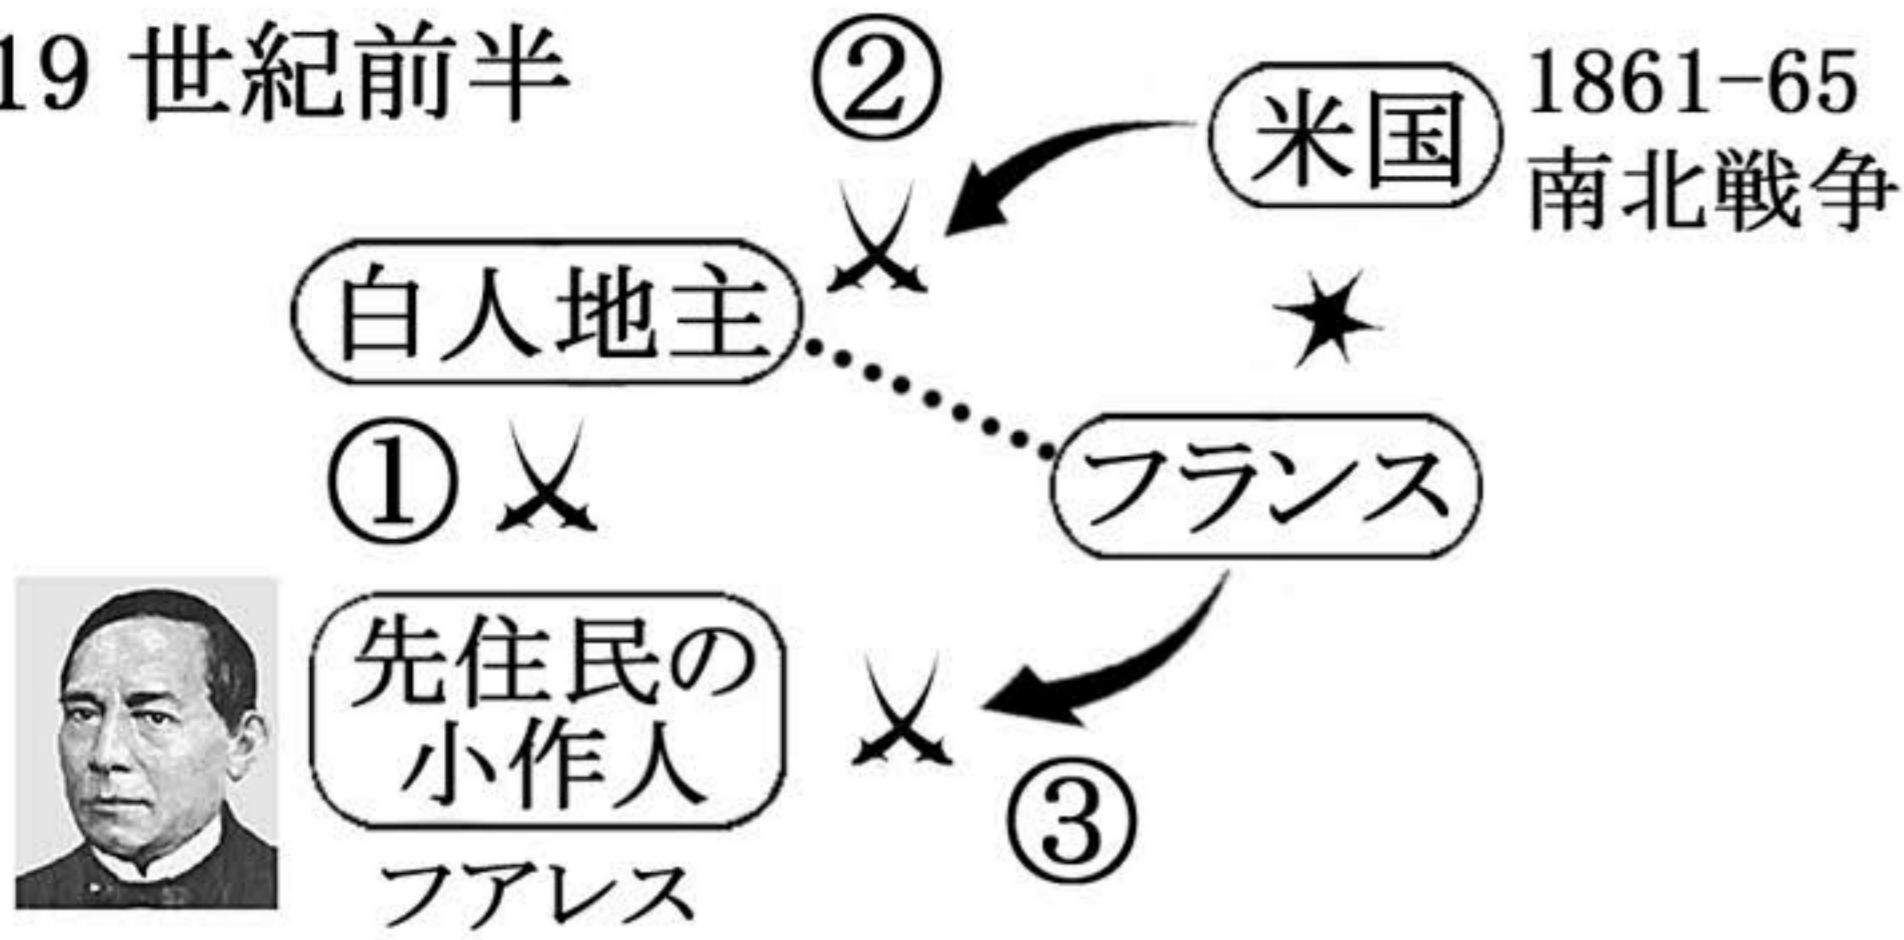 19 世紀前半
②
米国
1861-65
南北戦争
白人地主
①
フランス
先住民の
小作人
③
フアレス